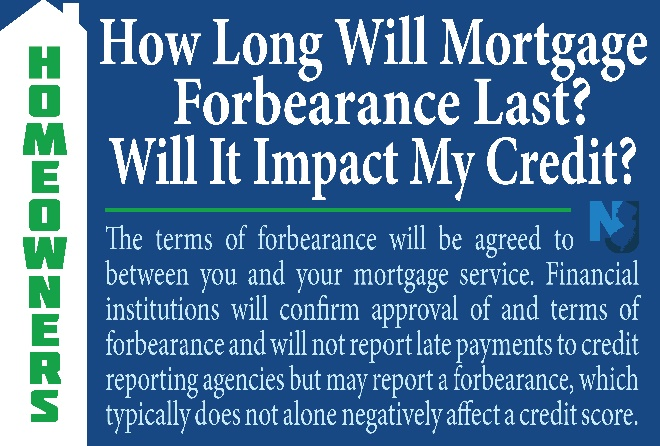 HOMEOWNERS
How Long Will Mortgage
Forbearance Last?
Will It Impact My Credit?
NJ
The terms of forbearance will be agreed to
between you and your mortgage service. Financial
institutions will confirm approval of and terms of
forbearance and will not report late payments to credit
reporting agencies but may report a forbearance, which
typically does not alone negatively affect a credit score.